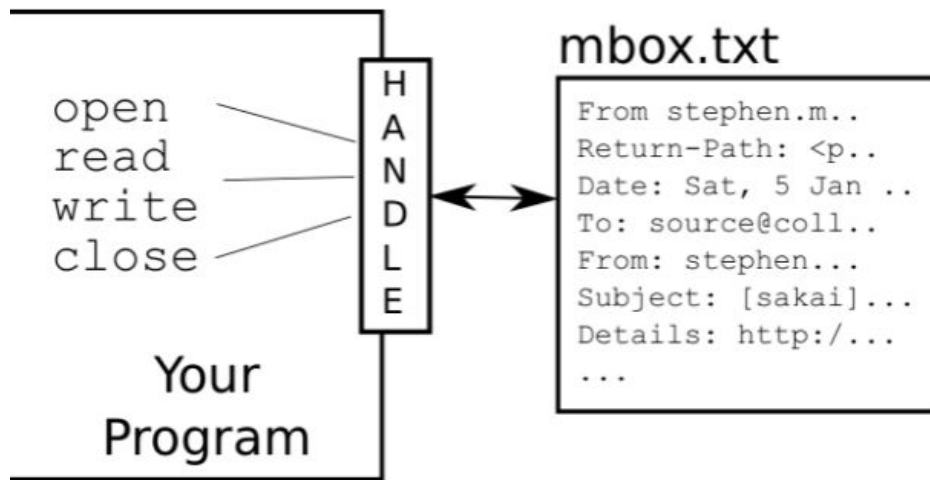 open
read
write
close
Your
Program
HANDLE
mbox.txt
From stephen.m..
Return-Path: <p..
Date: Sat, 5 Jan ..
To: source@coll..
From: stephen...
Subject: [sakai]...
Details: http:/...
...